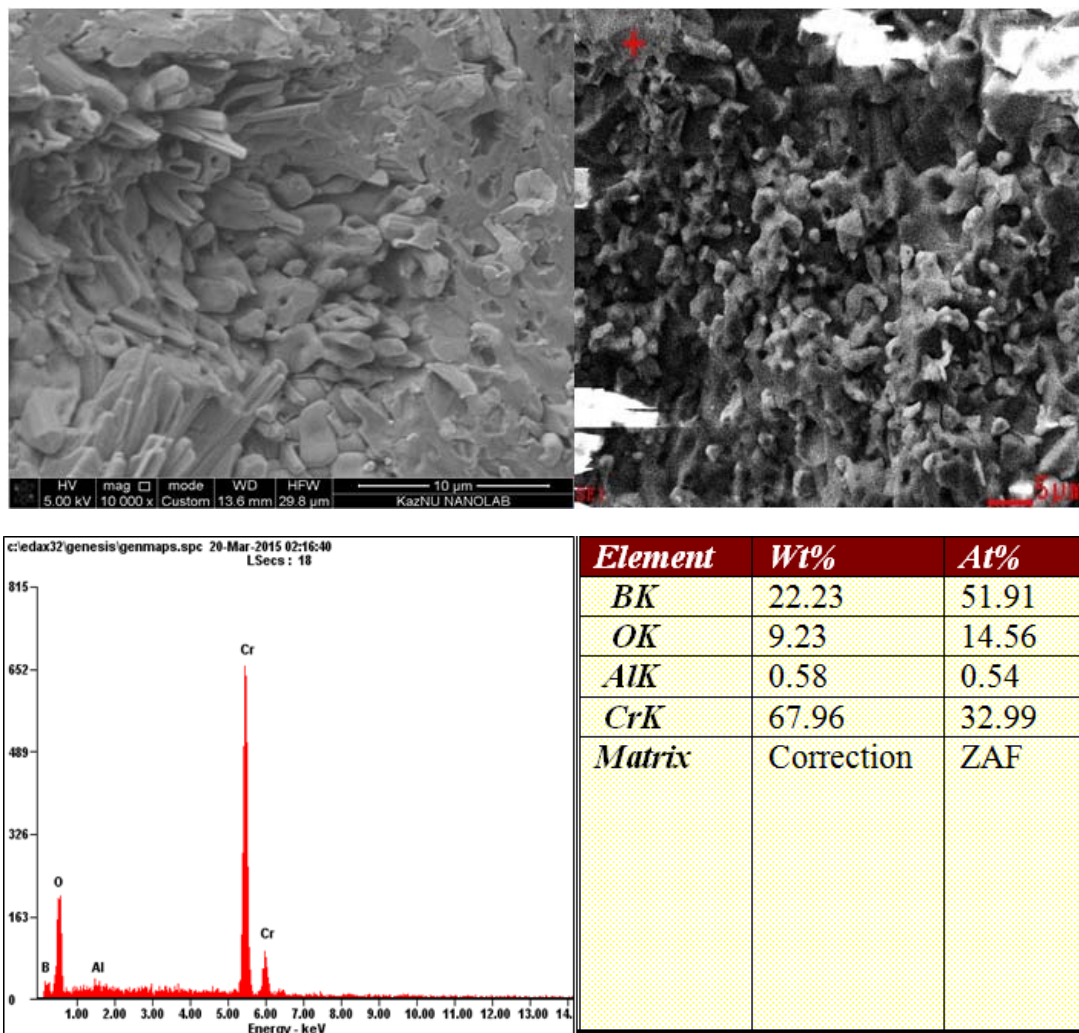 HV mag mode WD HFW 10 µm
5.00 kV 10 000 x Custom 13.6 mm 29.8 µm KazNU NANOLAB
5µm
c:\edax32\genesis\genmaps.spc 20-Mar-2015 02:16:40
LSecs : 18
815
652
489
326
163
0
Cr
O
Cr
B
Al
1.00 2.00 3.00 4.00 5.00 6.00 7.00 8.00 9.00 10.00 11.00 12.00 13.00 14.
Energy - keV
Element Wt% At%
BK 22.23 51.91
OK 9.23 14.56
AlK 0.58 0.54
CrK 67.96 32.99
Matrix Correction ZAF